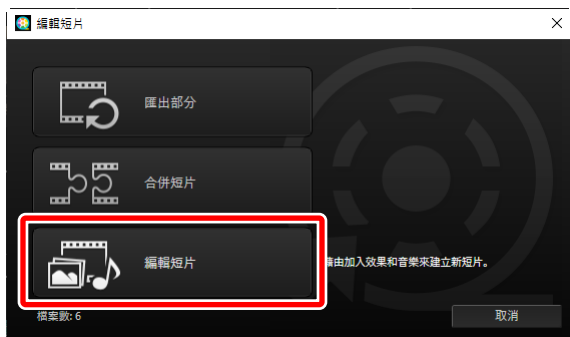 編輯短片
匯出部分
合併短片
編輯短片
藉由加入效果和音樂來建立新短片。
檔案數: 6
取消